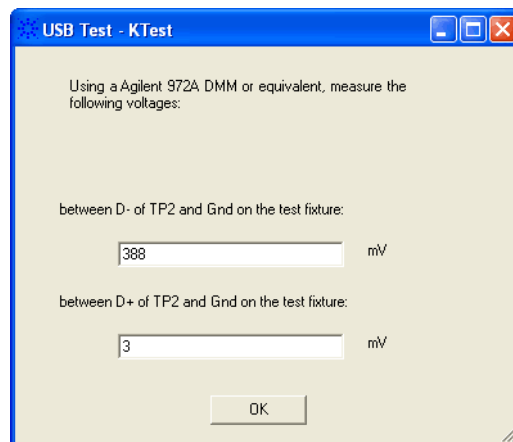 USB Test - KTest
Using a Agilent 972A DMM or equivalent, measure the
following voltages:
between D- of TP2 and Gnd on the test fixture:
388 mV
between D+ of TP2 and Gnd on the test fixture:
3 mV
OK